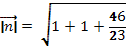 |n⃗| = √(1 + 1 + 46/23)